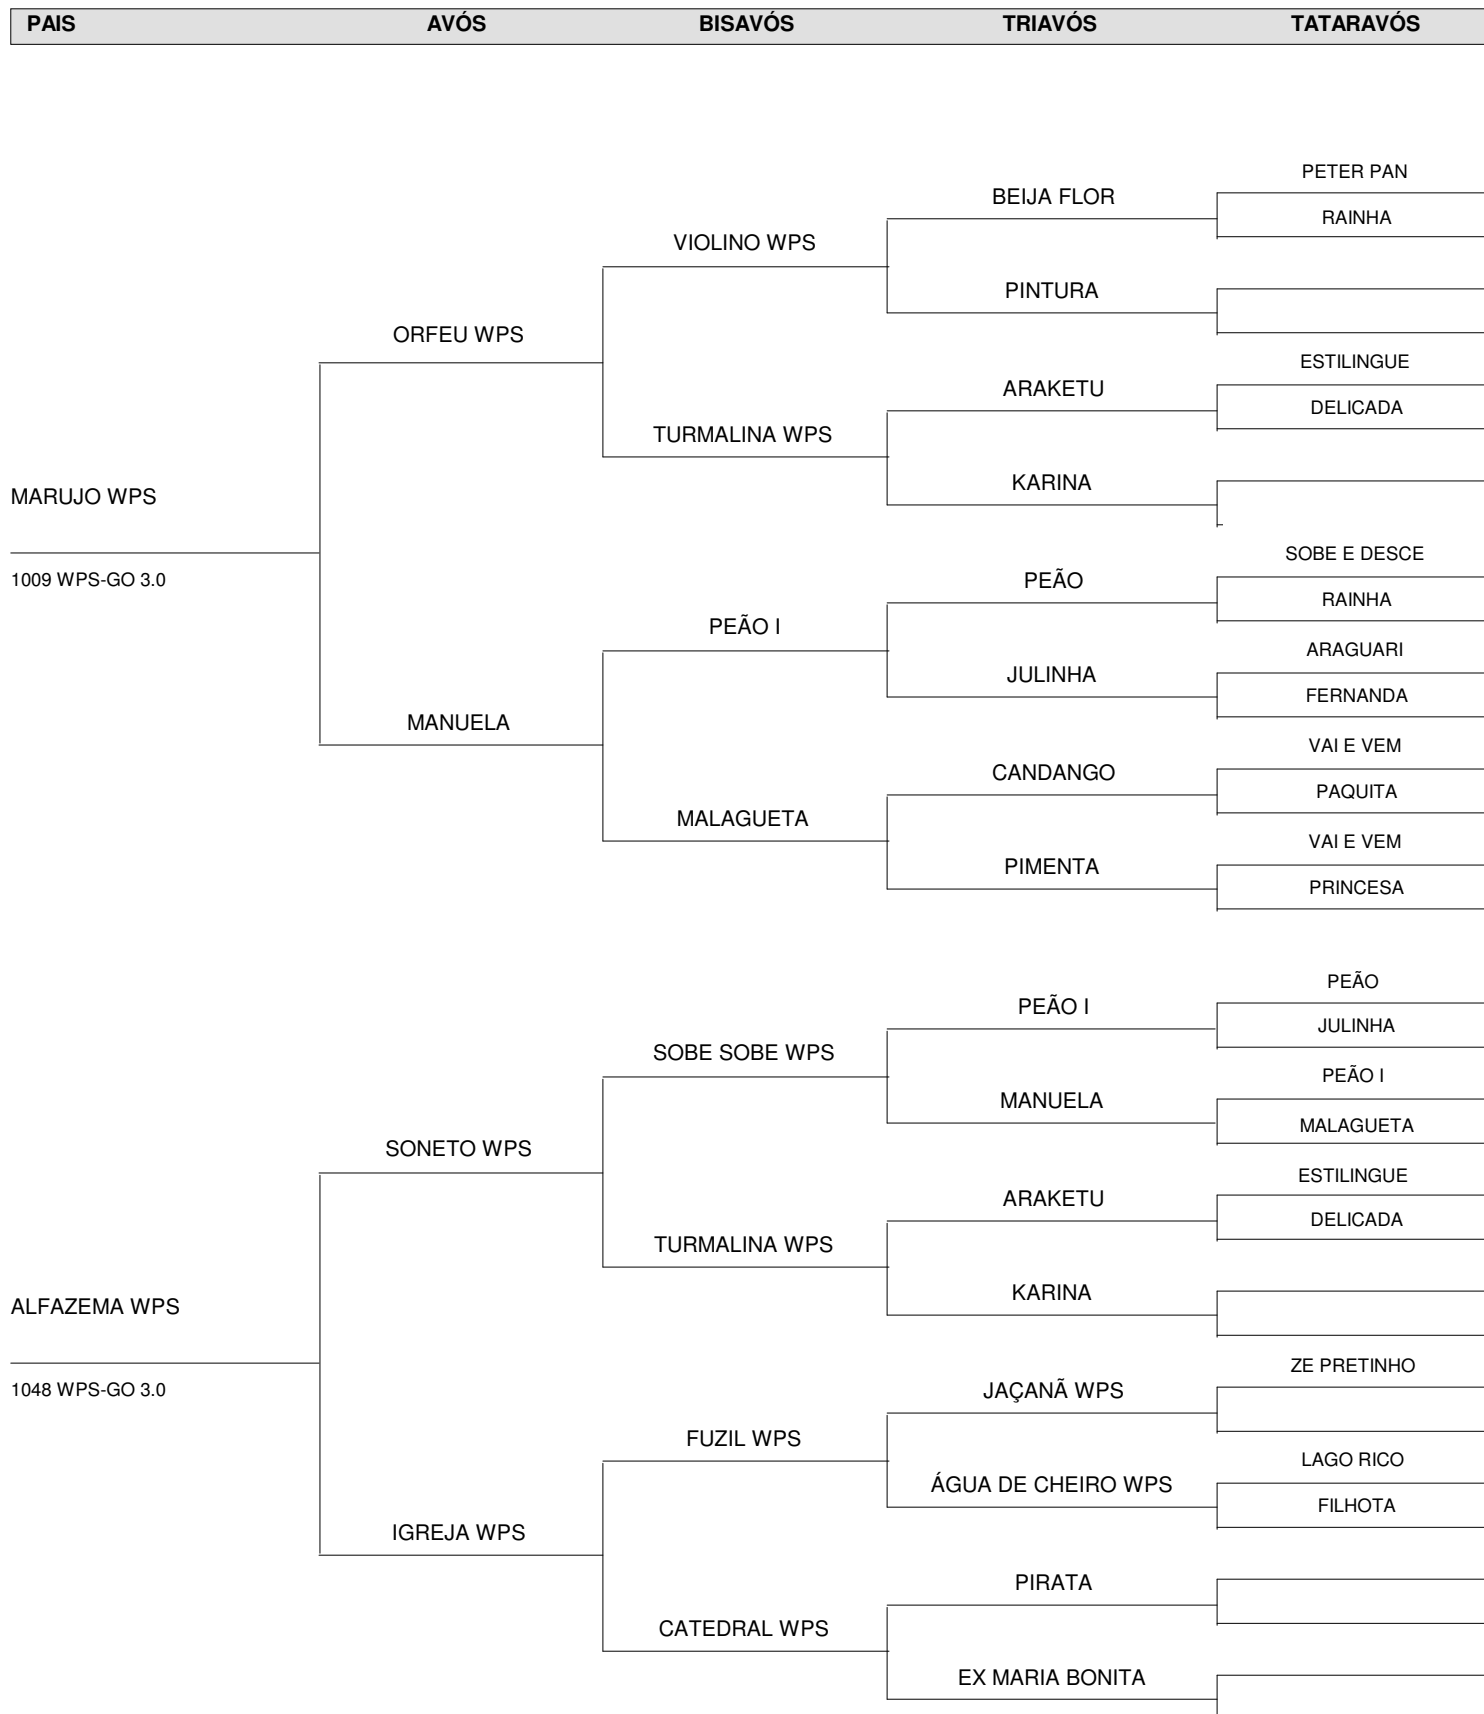 PAIS AVÓS BISAVÓS TRIAVÓS TATARAVÓS
PETER PAN
BEIJA FLOR
RAINHA
VIOLINO WPS
PINTURA
ORFEU WPS
ESTILINGUE
ARAKETU
DELICADA
TURMALINA WPS
KARINA
MARUJO WPS
SOBE E DESCE
1009 WPS-GO 3.0
PEÃO
RAINHA
PEÃO I
ARAGUARI
JULINHA
FERNANDA
MANUELA
VAI E VEM
CANDANGO
PAQUITA
MALAGUETA
VAI E VEM
PIMENTA
PRINCESA
PEÃO
PEÃO I
JULINHA
SOBE SOBE WPS
PEÃO I
MANUELA
MALAGUETA
SONETO WPS
ESTILINGUE
ARAKETU
DELICADA
TURMALINA WPS
KARINA
ALFAZEMA WPS
ZE PRETINHO
1048 WPS-GO 3.0
JAÇANÃ WPS
FUZIL WPS
LAGO RICO
ÁGUA DE CHEIRO WPS
FILHOTA
IGREJA WPS
PIRATA
CATEDRAL WPS
EX MARIA BONITA